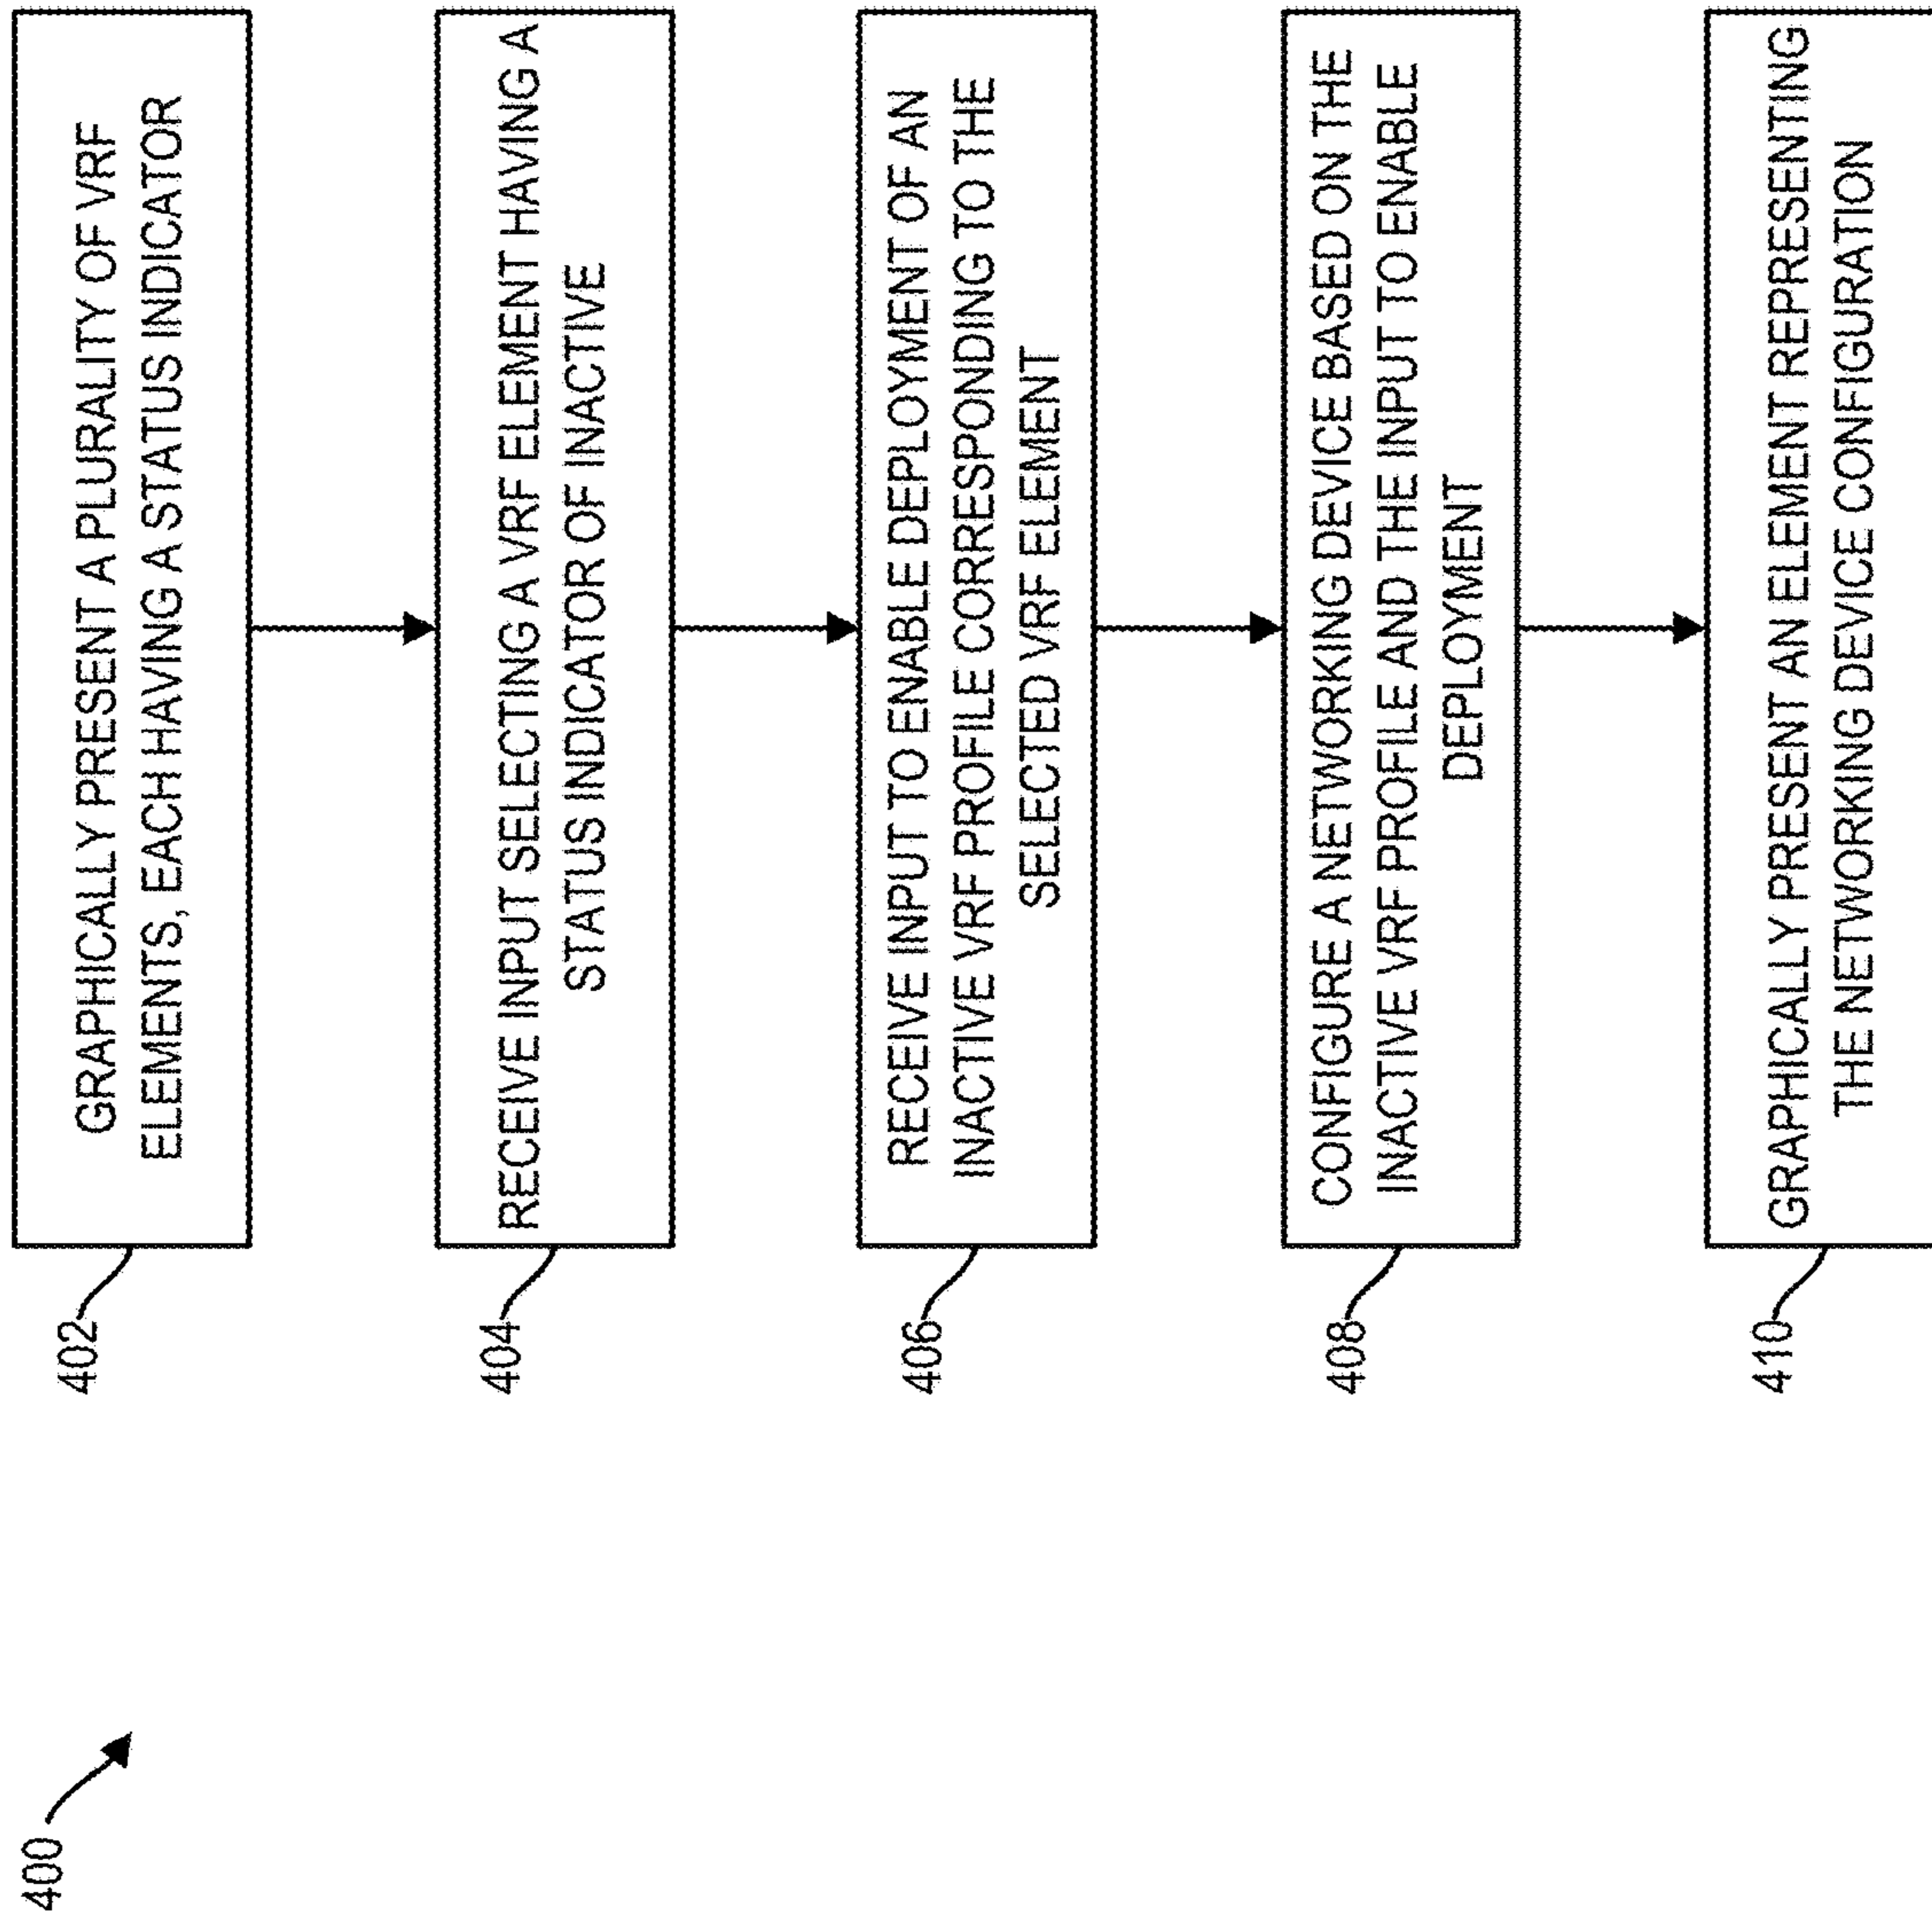 400
402
GRAPHICALLY PRESENT A PLURALITY OF VRF
ELEMENTS, EACH HAVING A STATUS INDICATOR
404
RECEIVE INPUT SELECTING A VRF ELEMENT HAVING A
STATUS INDICATOR OF INACTIVE
406
RECEIVE INPUT TO ENABLE DEPLOYMENT OF AN
INACTIVE VRF PROFILE CORRESPONDING TO THE
SELECTED VRF ELEMENT
408
CONFIGURE A NETWORKING DEVICE BASED ON THE
INACTIVE VRF PROFILE AND THE INPUT TO ENABLE
DEPLOYMENT
410
GRAPHICALLY PRESENT AN ELEMENT REPRESENTING
THE NETWORKING DEVICE CONFIGURATION